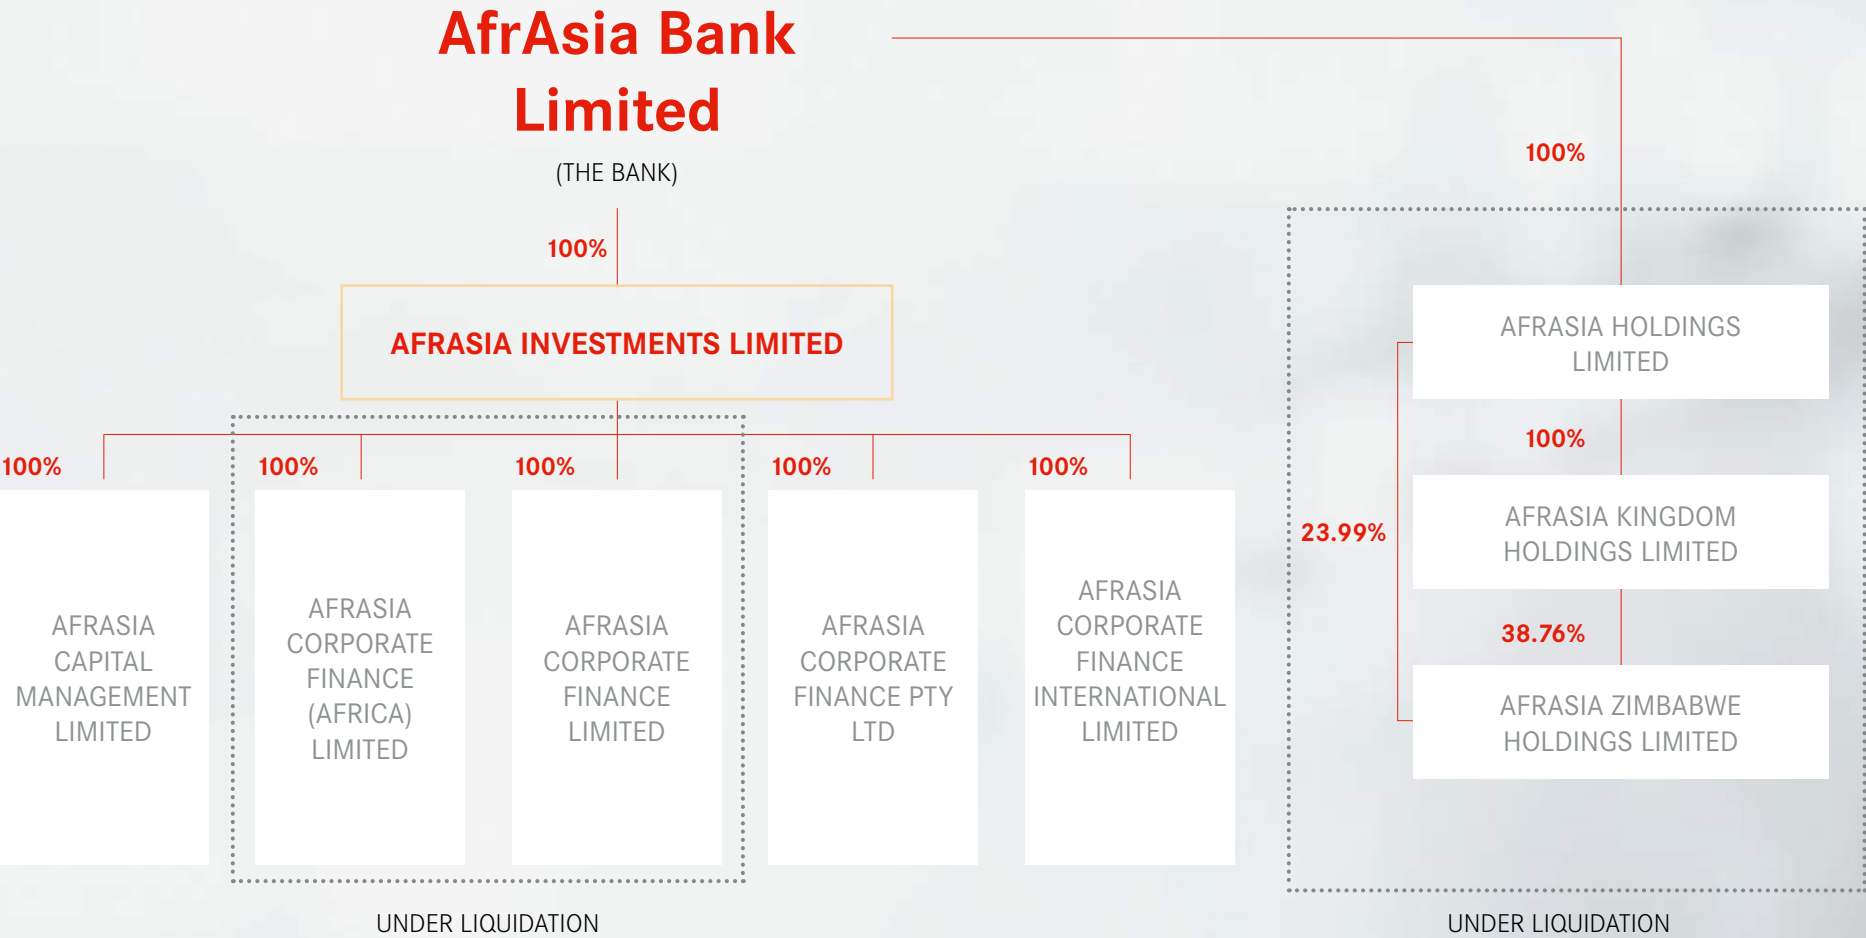 AfrAsia Bank
Limited
(THE BANK)
100%
100%
AFRASIA INVESTMENTS LIMITED
100%
100%
100%
100%
100%
AFRASIA
CAPITAL
MANAGEMENT
LIMITED
AFRASIA
CORPORATE
FINANCE
(AFRICA)
LIMITED
AFRASIA
CORPORATE
FINANCE
LIMITED
AFRASIA
CORPORATE
FINANCE PTY
LTD
AFRASIA
CORPORATE
FINANCE
INTERNATIONAL
LIMITED
UNDER LIQUIDATION
AFRASIA HOLDINGS
LIMITED
100%
23.99%
AFRASIA KINGDOM
HOLDINGS LIMITED
38.76%
AFRASIA ZIMBABWE
HOLDINGS LIMITED
UNDER LIQUIDATION